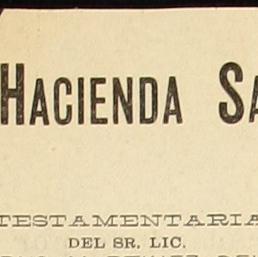 HACIENDA SA
TESTAMENTARIA
DEL SR. LIC.